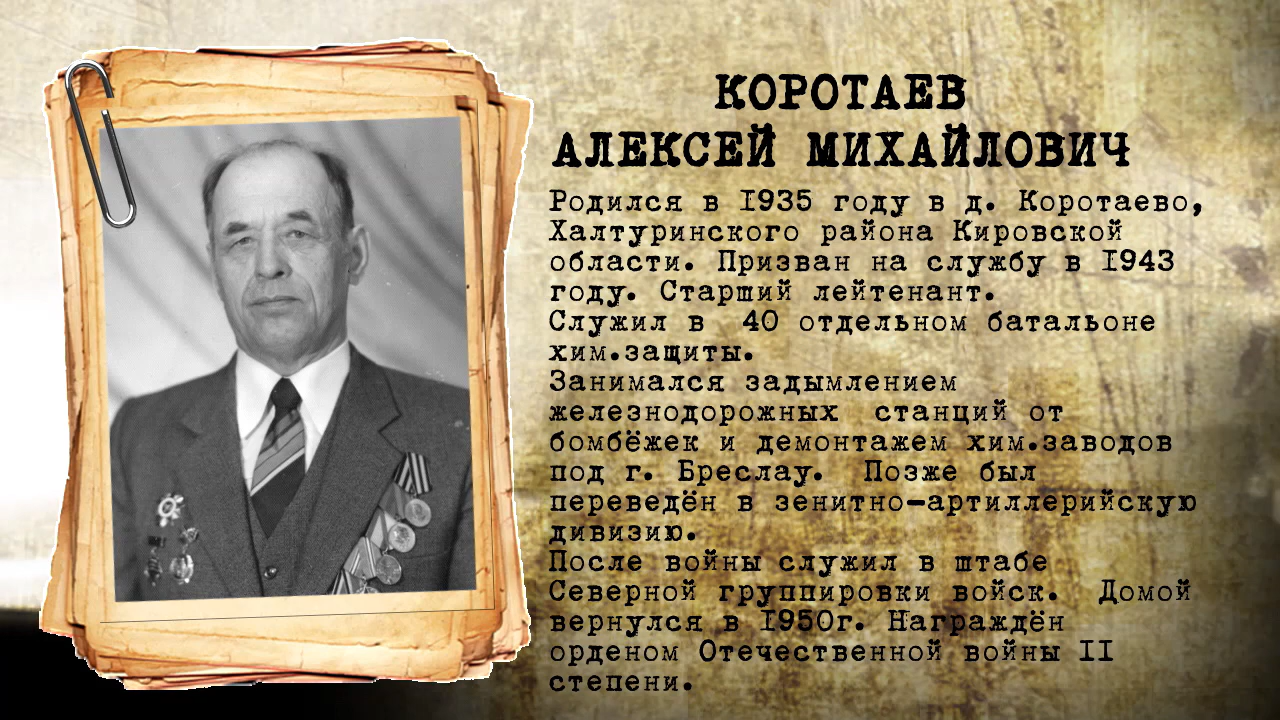 КОРОТАЕВ
АЛЕКСЕЙ МИХАЙЛОВИЧ
Родился в 1935 году в д. Коротаево,
Халтуринского района Кировской
области. Призван на службу в 1943
году. Старший лейтенант.
Служил в 40 отдельном батальоне
хим.защиты.
Занимался задымлением
железнодорожных станций от
бомбёжек и демонтажем хим.заводов
под г. Бреслау. Позже был
переведён в зенитно-артиллерийскую
дивизию.
После войны служил в штабе
Северной группировки войск. Домой
вернулся в 1950г. Награждён
орденом Отечественной войны II
степени.